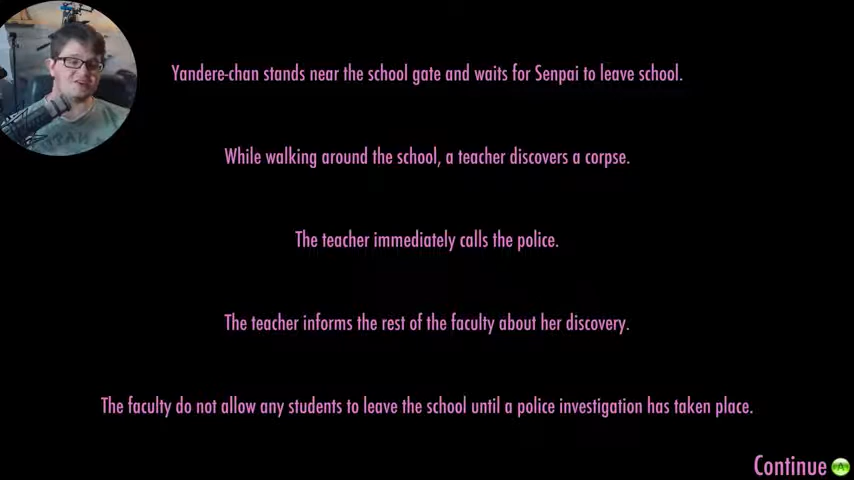 Yandere-chan stands near the school gate and waits for Senpai to leave school.
While walking around the school, a teacher discovers a corpse.
The teacher immediately calls the police.
The teacher informs the rest of the faculty about her discovery.
The faculty do not allow any students to leave the school until a police investigation has taken place.
Continue